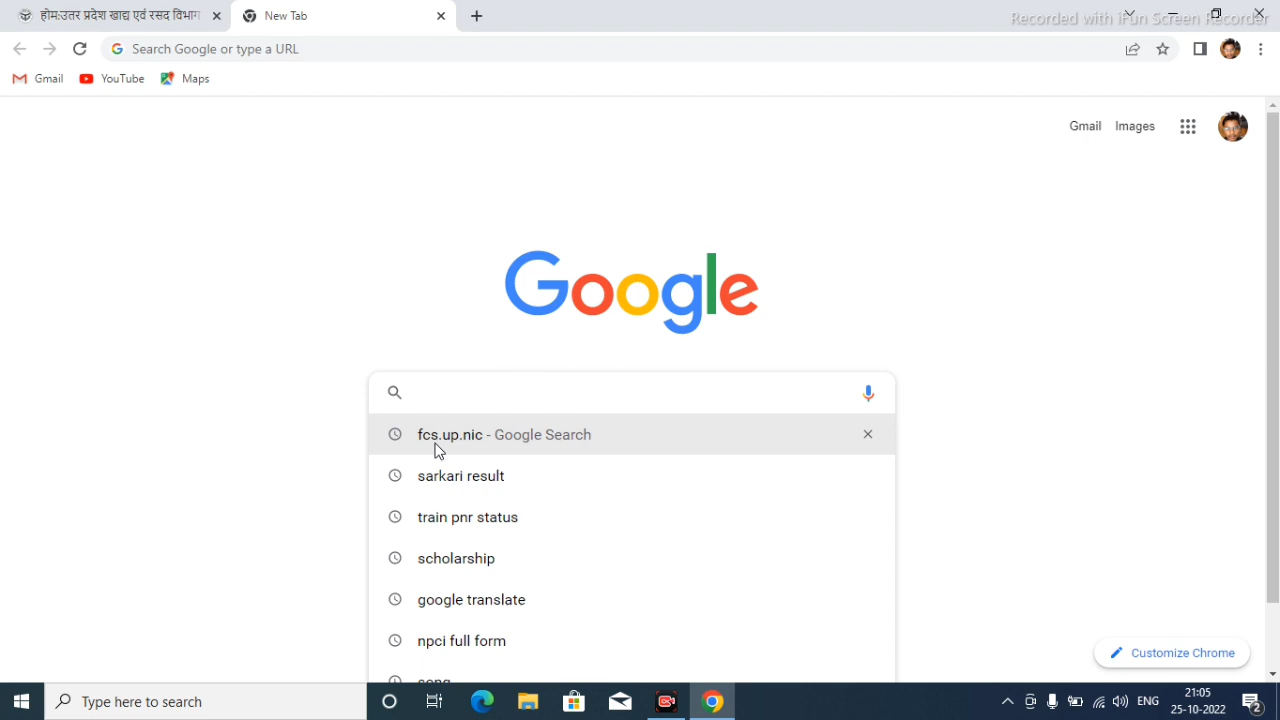 होम:उतर प्रदेश खाद्य एवं रसद विभाग
New Tab
Recorded with iFun Screen Recorder
Search Google or type a URL
Gmail
YouTube
Maps
Gmail
Images
Google
fcs.up.nic - Google Search
sarkari result
train pnr status
scholarship
google translate
npci full form
song
Customize Chrome
Type here to search
ENG
21:05
25-10-2022
2